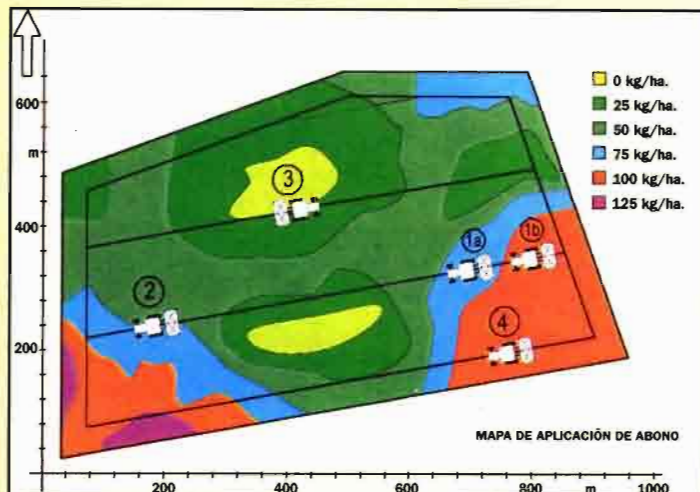 600
m
400
200
0 kg/ha.
25 kg/ha.
50 kg/ha.
75 kg/ha.
100 kg/ha.
125 kg/ha.
3
1a
1b
2
4
MAPA DE APLICACIÓN DE ABONO
200
400
600
800
m
1000